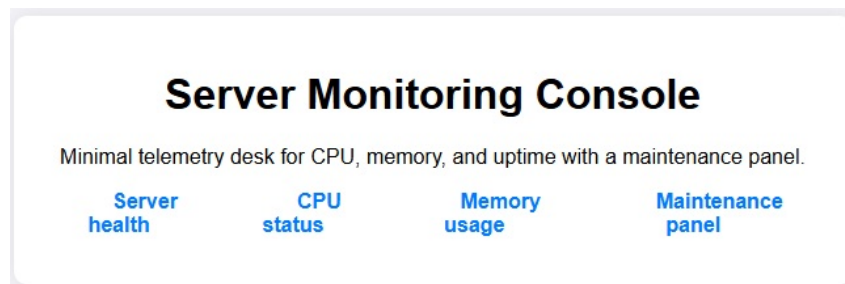 Server Monitoring Console
Minimal telemetry desk for CPU, memory, and uptime with a maintenance panel.
Server health
CPU status
Memory usage
Maintenance panel